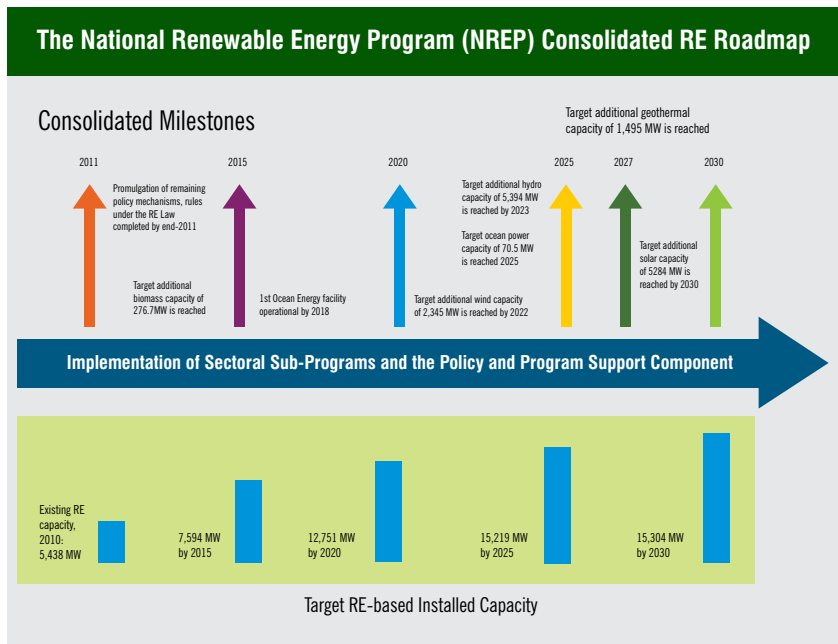 The National Renewable Energy Program (NREP) Consolidated RE Roadmap
Consolidated Milestones
Target additional geothermal
capacity of 1,495 MW is reached
2011
2015
2020
2025
2027
2030
Promulgation of remaining
policy mechanisms, rules
under the RE Law
completed by end-2011
Target additional
biomass capacity of
276.7MW is reached
1st Ocean Energy facility
operational by 2018
Target additional wind capacity
of 2,345 MW is reached by 2022
Target additional hydro
capacity of 5,394 MW
is reached by 2023
Target ocean power
capacity of 70.5 MW
is reached 2025
Target additional
solar capacity
of 5284 MW is
reached by 2030
Implementation of Sectoral Sub-Programs and the Policy and Program Support Component
Existing RE
capacity,
2010:
5,438 MW
7,594 MW
by 2015
12,751 MW
by 2020
15,219 MW
by 2025
15,304 MW
by 2030
Target RE-based Installed Capacity